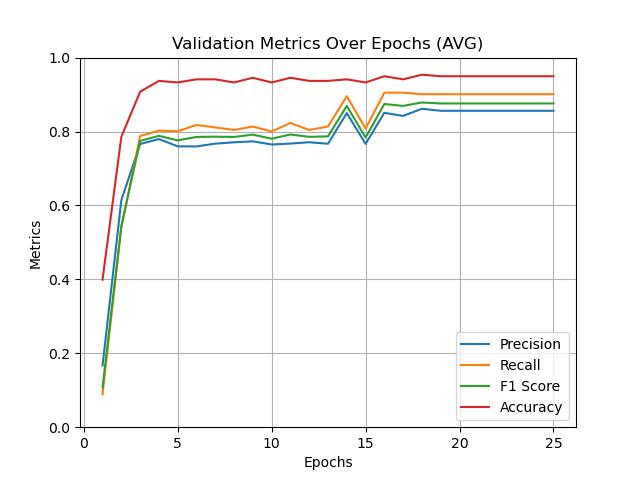 Validation Metrics Over Epochs (AVG)
1.0
0.8
0.6
0.4
0.2
0.0
Metrics
0
5
10
15
20
25
Epochs
Precision
Recall
F1 Score
Accuracy